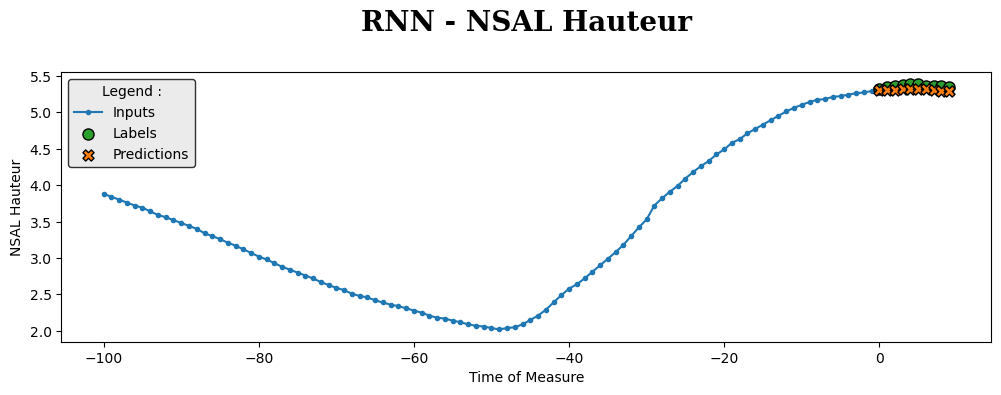 RNN - NSAL Hauteur
Legend :
Inputs
Labels
Predictions
NSAL Hauteur
5.5
5.0
4.5
4.0
3.5
3.0
2.5
2.0
−100
−80
−60
−40
−20
0
Time of Measure